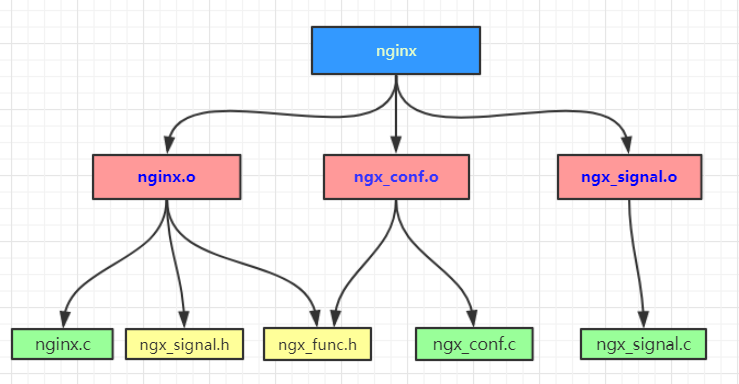 nginx
nginx.o
ngx_conf.o
ngx_signal.o
nginx.c
ngx_signal.h
ngx_func.h
ngx_conf.c
ngx_signal.c